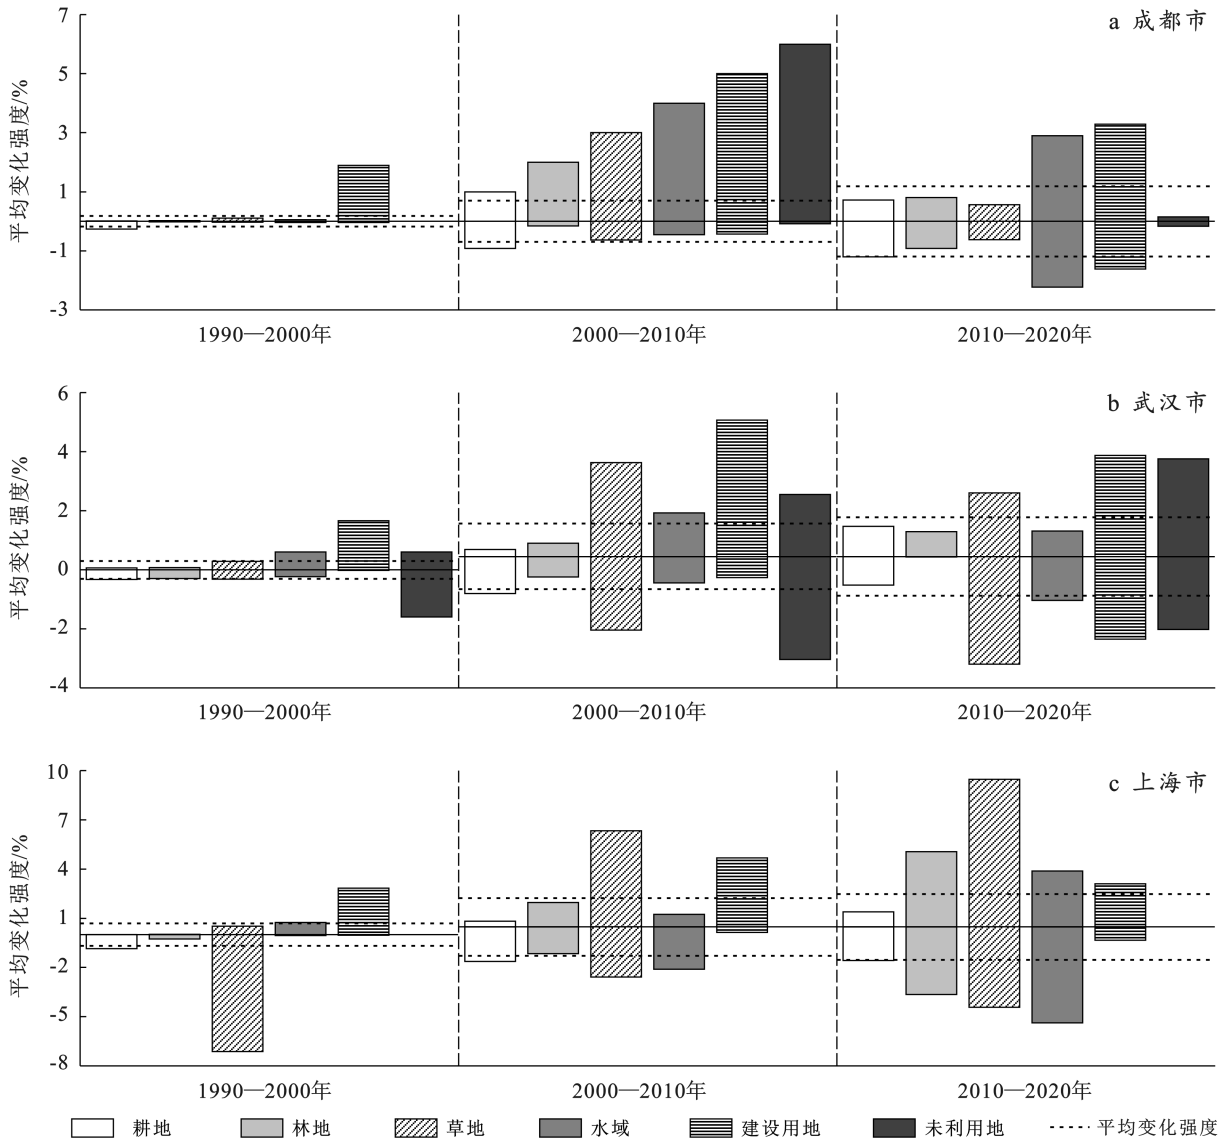 a 成都市
平均变化强度/%
7
5
3
1
-1
-3
1990—2000年 2000—2010年 2010—2020年
b 武汉市
平均变化强度/%
6
4
2
0
-2
-4
1990—2000年 2000—2010年 2010—2020年
c 上海市
平均变化强度/%
10
7
4
1
-2
-5
-8
1990—2000年 2000—2010年 2010—2020年
耕地 林地 草地 水域 建设用地 未利用地 平均变化强度